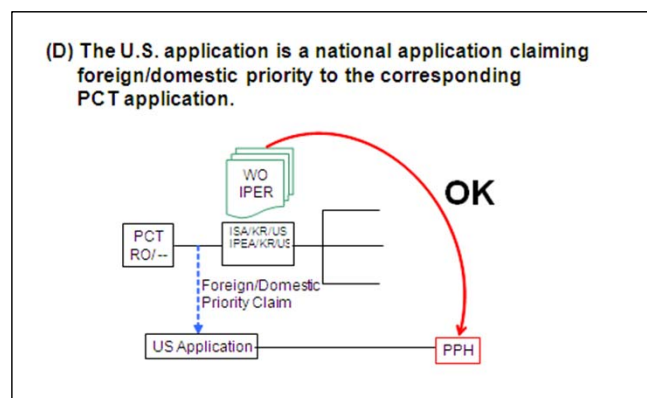 (D) The U.S. application is a national application claiming
foreign/domestic priority to the corresponding
PCT application.
WO
IPER
OK
PCT
RO/--
ISA/KR/US
IPEA/KR/US
Foreign/Domestic
Priority Claim
US Application
PPH